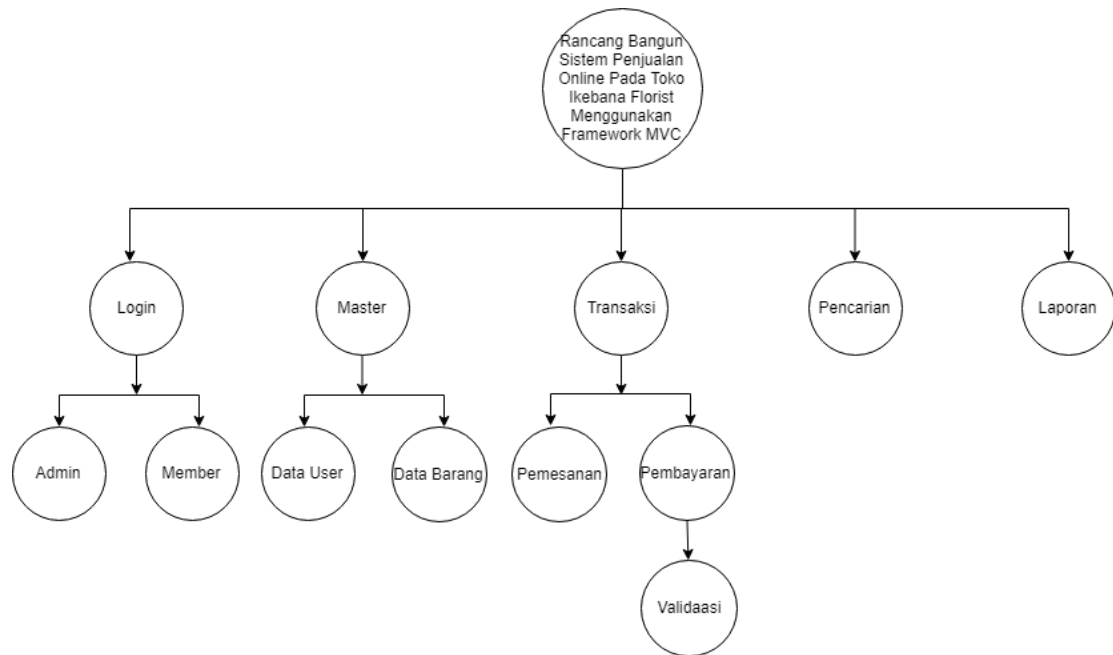 Rancang Bangun
Sistem Penjualan
Online Pada Toko
Ikebana Florist
Menggunakan
Framework MVC
Login
Master
Transaksi
Pencarian
Laporan
Admin
Member
Data User
Data Barang
Pemesanan
Pembayaran
Validaasi